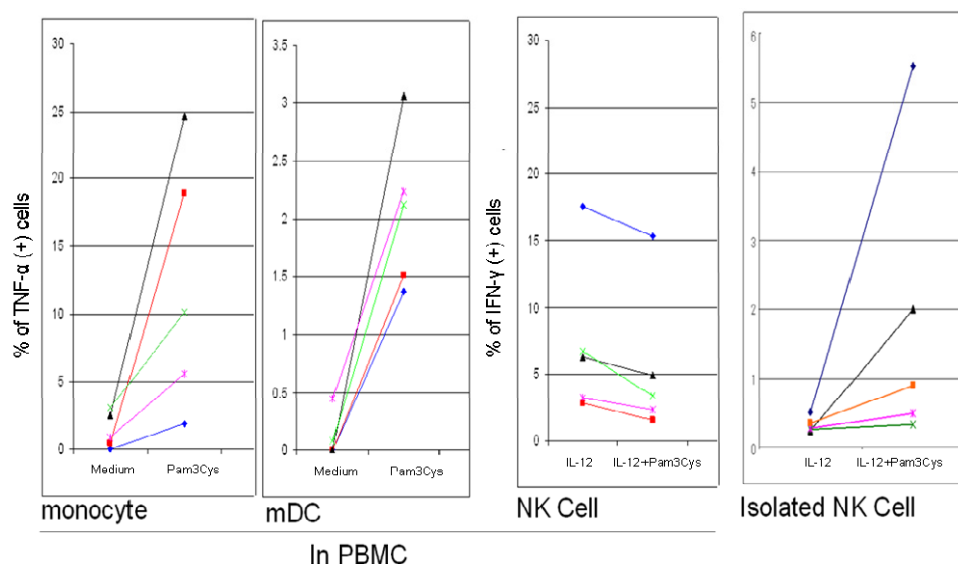 % of TNF-α (+) cells
30
25
20
15
10
5
0
Medium Pam3Cys
monocyte
3.5
3
2.5
2
1.5
1
0.5
0
Medium Pam3Cys
mDC
% of IFN-γ (+) cells
30
25
20
15
10
5
0
IL-12 IL-12+Pam3Cys
NK Cell
6
5
4
3
2
1
0
IL-12 IL-12+Pam3Cys
Isolated NK Cell
In PBMC